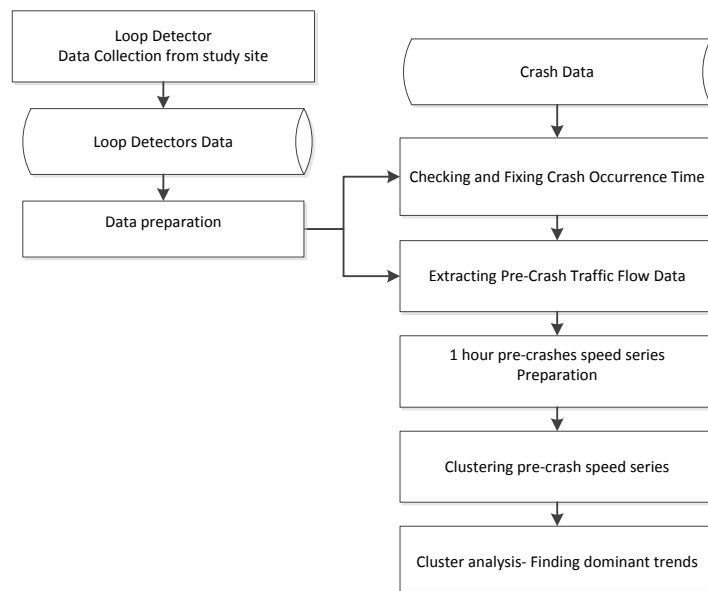 Loop Detector
Data Collection from study site
Loop Detectors Data
Data preparation
Crash Data
Checking and Fixing Crash Occurrence Time
Extracting Pre-Crash Traffic Flow Data
1 hour pre-crashes speed series
Preparation
Clustering pre-crash speed series
Cluster analysis- Finding dominant trends